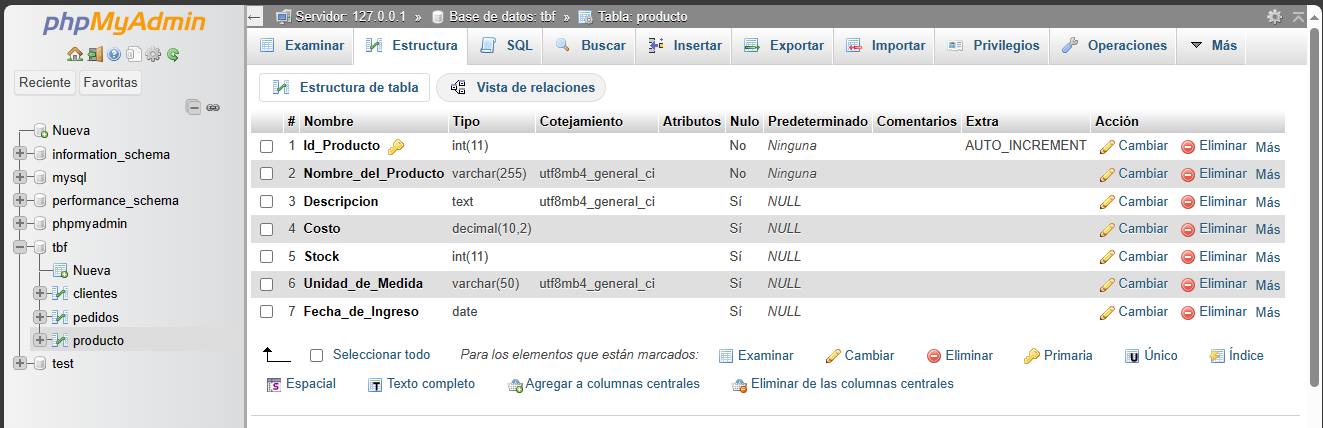 phpMyAdmin
Reciente Favoritas
Nueva
information_schema
mysql
performance_schema
phpmyadmin
tbf
Nueva
clientes
pedidos
producto
test
Servidor: 127.0.0.1 » Base de datos: tbf » Tabla: producto
Examinar Estructura SQL Buscar Insertar Exportar Importar Privilegios Operaciones Más
Estructura de tabla Vista de relaciones
# Nombre Tipo Cotejamiento Atributos Nulo Predeterminado Comentarios Extra Acción
1 Id_Producto int(11) No Ninguna AUTO_INCREMENT Cambiar Eliminar Más
2 Nombre_del_Producto varchar(255) utf8mb4_general_ci No Ninguna Cambiar Eliminar Más
3 Descripcion text utf8mb4_general_ci Sí NULL Cambiar Eliminar Más
4 Costo decimal(10,2) Sí NULL Cambiar Eliminar Más
5 Stock int(11) Sí NULL Cambiar Eliminar Más
6 Unidad_de_Medida varchar(50) utf8mb4_general_ci Sí NULL Cambiar Eliminar Más
7 Fecha_de_Ingreso date Sí NULL Cambiar Eliminar Más
Seleccionar todo Para los elementos que están marcados: Examinar Cambiar Eliminar Primaria Único Índice
Espacial Texto completo Agregar a columnas centrales Eliminar de las columnas centrales